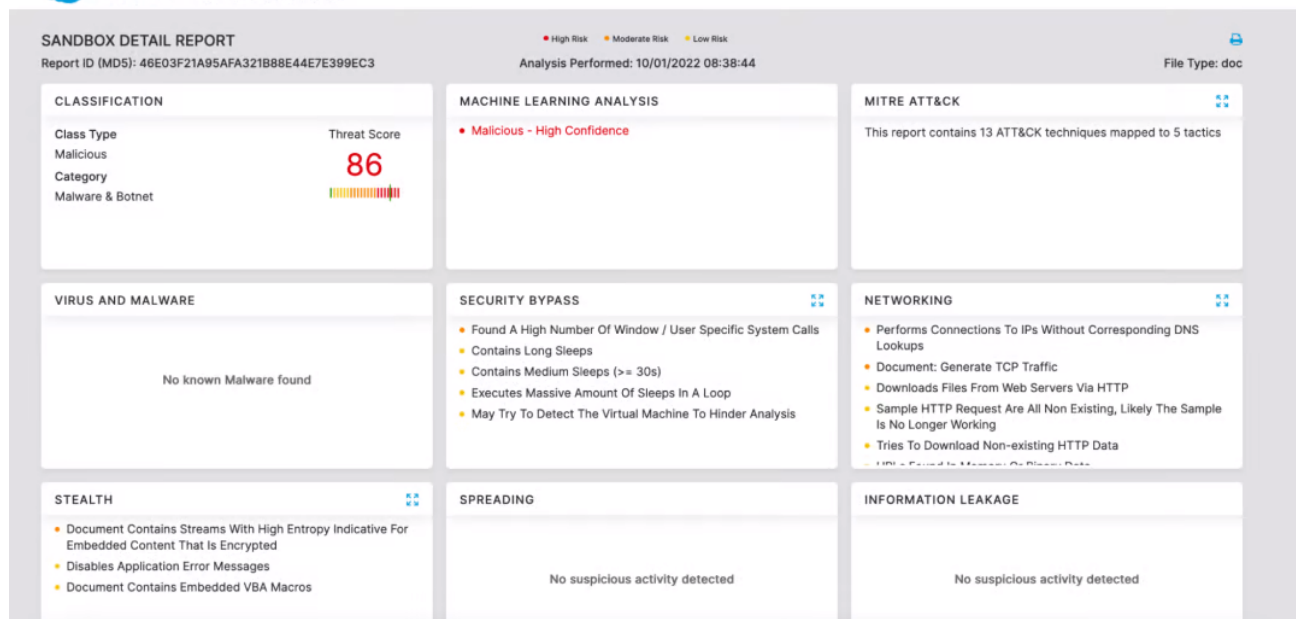 SANDBOX DETAIL REPORT
High Risk Moderate Risk Low Risk
Report ID (MD5): 46E03F21A95AFA321B88E44E7E399EC3
Analysis Performed: 10/01/2022 08:38:44
File Type: doc
CLASSIFICATION
Class Type
Threat Score
Malicious
86
Category
Malware & Botnet
MACHINE LEARNING ANALYSIS
Malicious - High Confidence
MITRE ATT&CK
This report contains 13 ATT&CK techniques mapped to 5 tactics
VIRUS AND MALWARE
No known Malware found
SECURITY BYPASS
Found A High Number Of Window / User Specific System Calls
Contains Long Sleeps
Contains Medium Sleeps (>= 30s)
Executes Massive Amount Of Sleeps In A Loop
May Try To Detect The Virtual Machine To Hinder Analysis
NETWORKING
Performs Connections To IPs Without Corresponding DNS
Lookups
Document: Generate TCP Traffic
Downloads Files From Web Servers Via HTTP
Sample HTTP Request Are All Non Existing, Likely The Sample
Is No Longer Working
Tries To Download Non-existing HTTP Data
URLs Found In Memory Or Binary Data
STEALTH
Document Contains Streams With High Entropy Indicative For
Embedded Content That Is Encrypted
Disables Application Error Messages
Document Contains Embedded VBA Macros
SPREADING
No suspicious activity detected
INFORMATION LEAKAGE
No suspicious activity detected